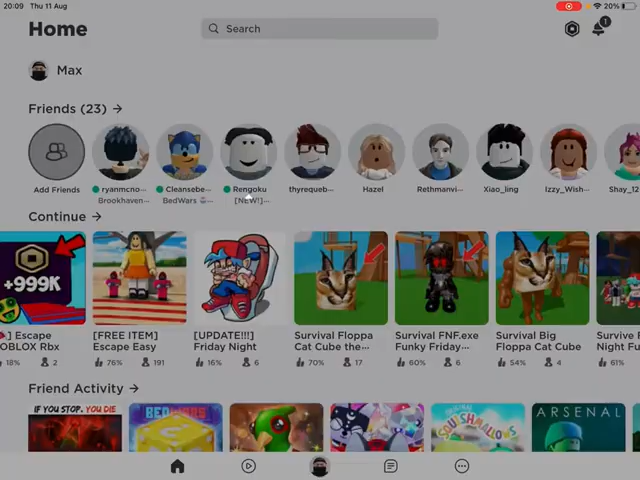 20:09 Thu 11 Aug
20%
Home
Search
1
Max
Friends (23) →
Add Friends
ryanmcno···
Brookhaven···
Cleansebe···
BedWars
Rengoku
[NEW!]···
thyrequeb···
Hazel
Rethmanvi···
Xiao_ling
Izzy_Wish···
Shay_12
Continue →
+999K
] Escape
OBLOX Rbx
18% 2
[FREE ITEM]
Escape Easy
76% 191
[UPDATE!!!]
Friday Night
16% 6
Survival Floppa
Cat Cube the···
70% 17
Survival FNF.exe
Funky Friday···
60% 6
Survival Big
Floppa Cat Cube
54% 4
Survive
Night Fu
61%
Friend Activity →
IF YOU STOP, YOU DIE
BEDWARS
ORIGINAL
SQUISHMALLOWS
ARSENAL